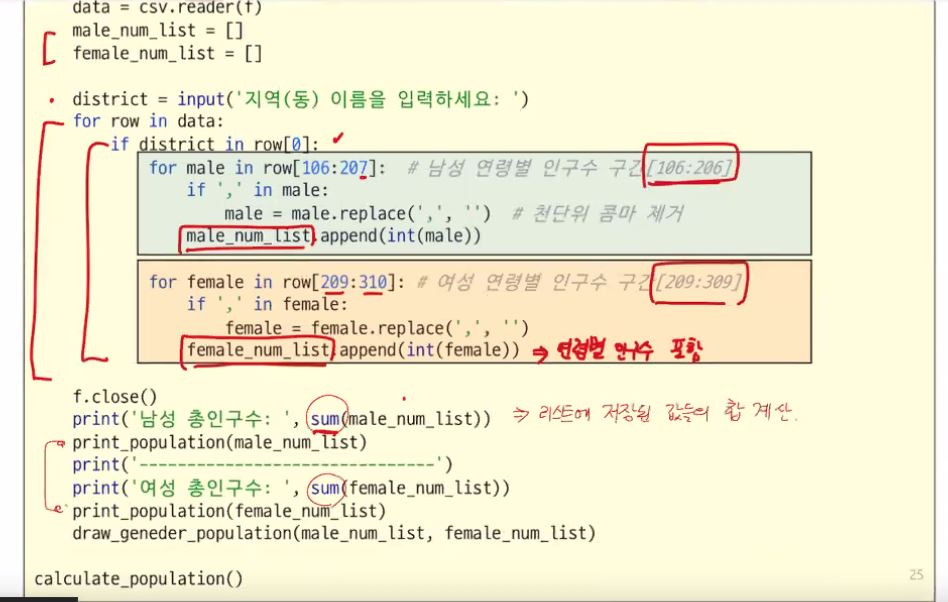 data = csv.reader(f)
male_num_list = []
female_num_list = []
district = input('지역(동) 이름을 입력하세요: ')
for row in data:
if district in row[0]:
for male in row[106:207]: # 남성 연령별 인구수 구간[106:206]
if ',' in male:
male = male.replace(',', '') # 천단위 콤마 제거
male_num_list.append(int(male))
for female in row[209:310]: # 여성 연령별 인구수 구간[209:309]
if ',' in female:
female = female.replace(',', '')
female_num_list.append(int(female)) ⇒ 연령별 인구수 포함
f.close()
print('남성 총인구수: ', sum(male_num_list)) ⇒ 리스트에 저장된 값들의 합 계산.
print_population(male_num_list)
print('-------------------------------')
print('여성 총인구수: ', sum(female_num_list))
print_population(female_num_list)
draw_geneder_population(male_num_list, female_num_list)
calculate_population()
25